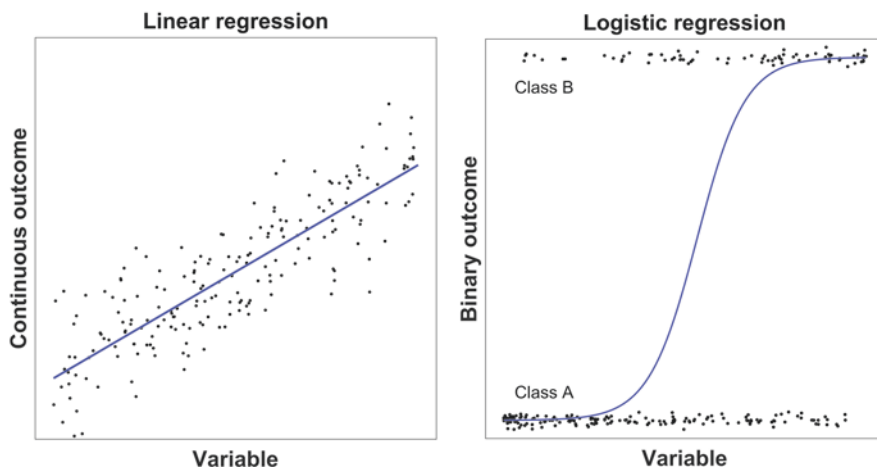 Linear regression
Continuous outcome
Variable
Logistic regression
Binary outcome
Class B
Class A
Variable